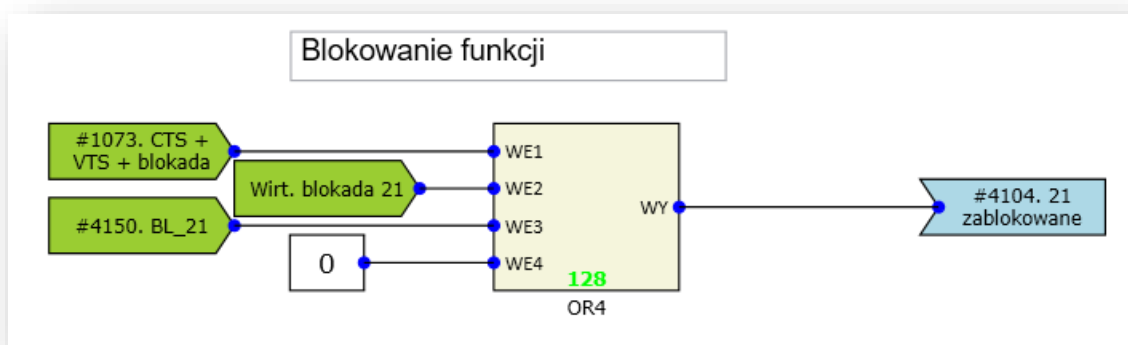 Blokowanie funkcji
#1073. CTS +
VTS + blokada
WE1
Wirt. blokada 21
WE2
#4150. BL_21
WE3
0
WE4
WY
128
OR4
#4104. 21
zablokowane